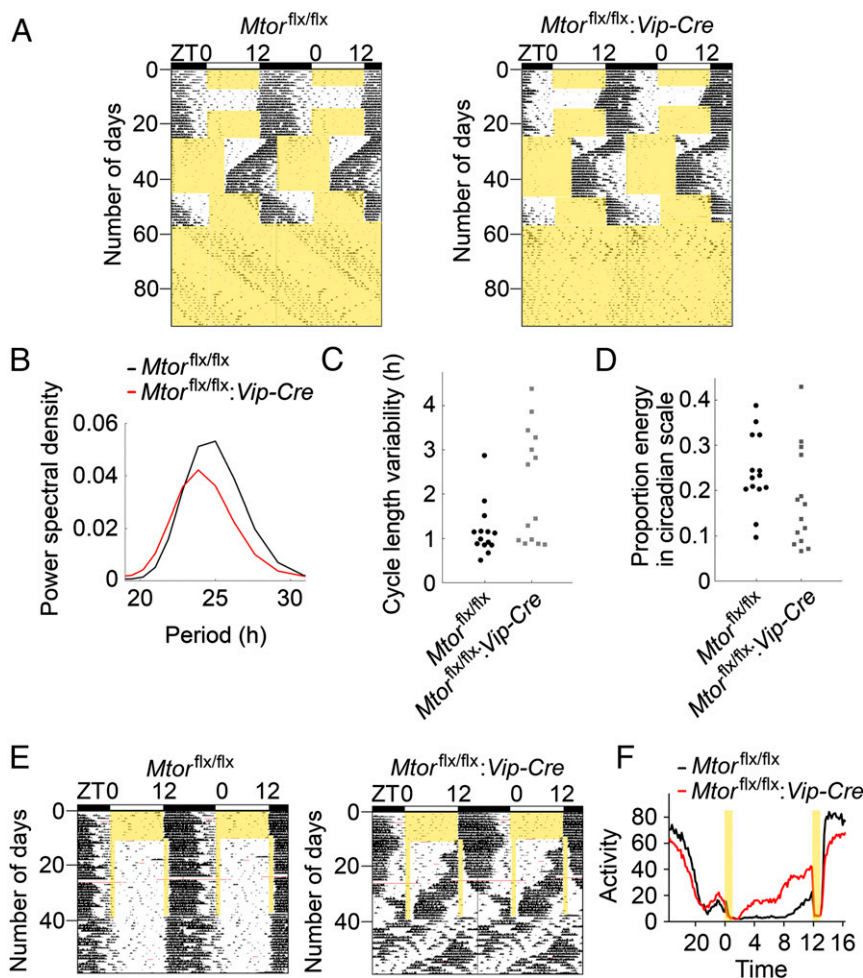 A
Mtor flx/flx
Mtor flx/flx:Vip-Cre
ZT0 12 0 12
ZT0 12 0 12
Number of days
0
20
40
60
80
Number of days
0
20
40
60
80
B
Mtor flx/flx
Mtor flx/flx:Vip-Cre
Power spectral density
0.06
0.04
0.02
0
20 25 30
Period (h)
C
Cycle length variability (h)
4
3
2
1
0
Mtor flx/flx
Mtor flx/flx:Vip-Cre
D
Proportion energy
in circadian scale
0.4
0.3
0.2
0.1
0
Mtor flx/flx
Mtor flx/flx:Vip-Cre
E
Mtor flx/flx
Mtor flx/flx:Vip-Cre
ZT0 12 0 12
ZT0 12 0 12
Number of days
0
20
40
Number of days
0
20
40
F
Mtor flx/flx
Mtor flx/flx:Vip-Cre
Activity
80
60
40
20
0
20 0 4 8 12 16
Time